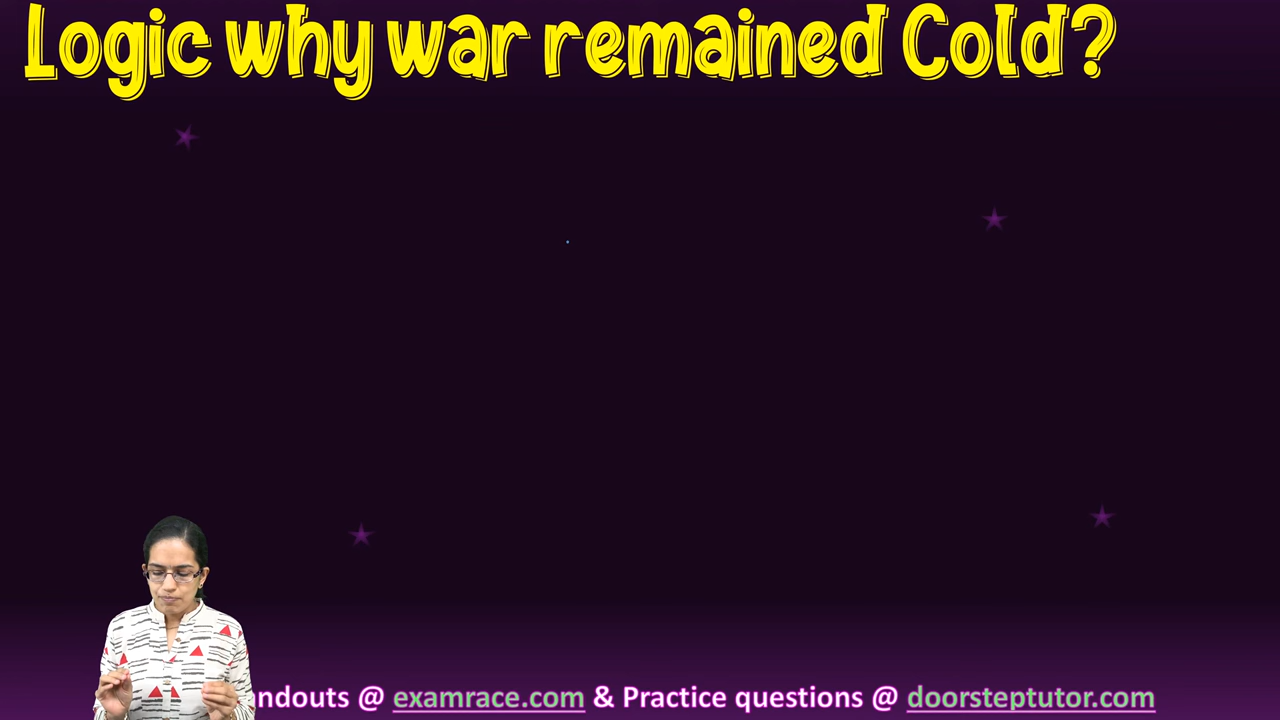 Logic why war remained Cold?
andouts @ examrace.com & Practice questions @ doorsteptutor.com